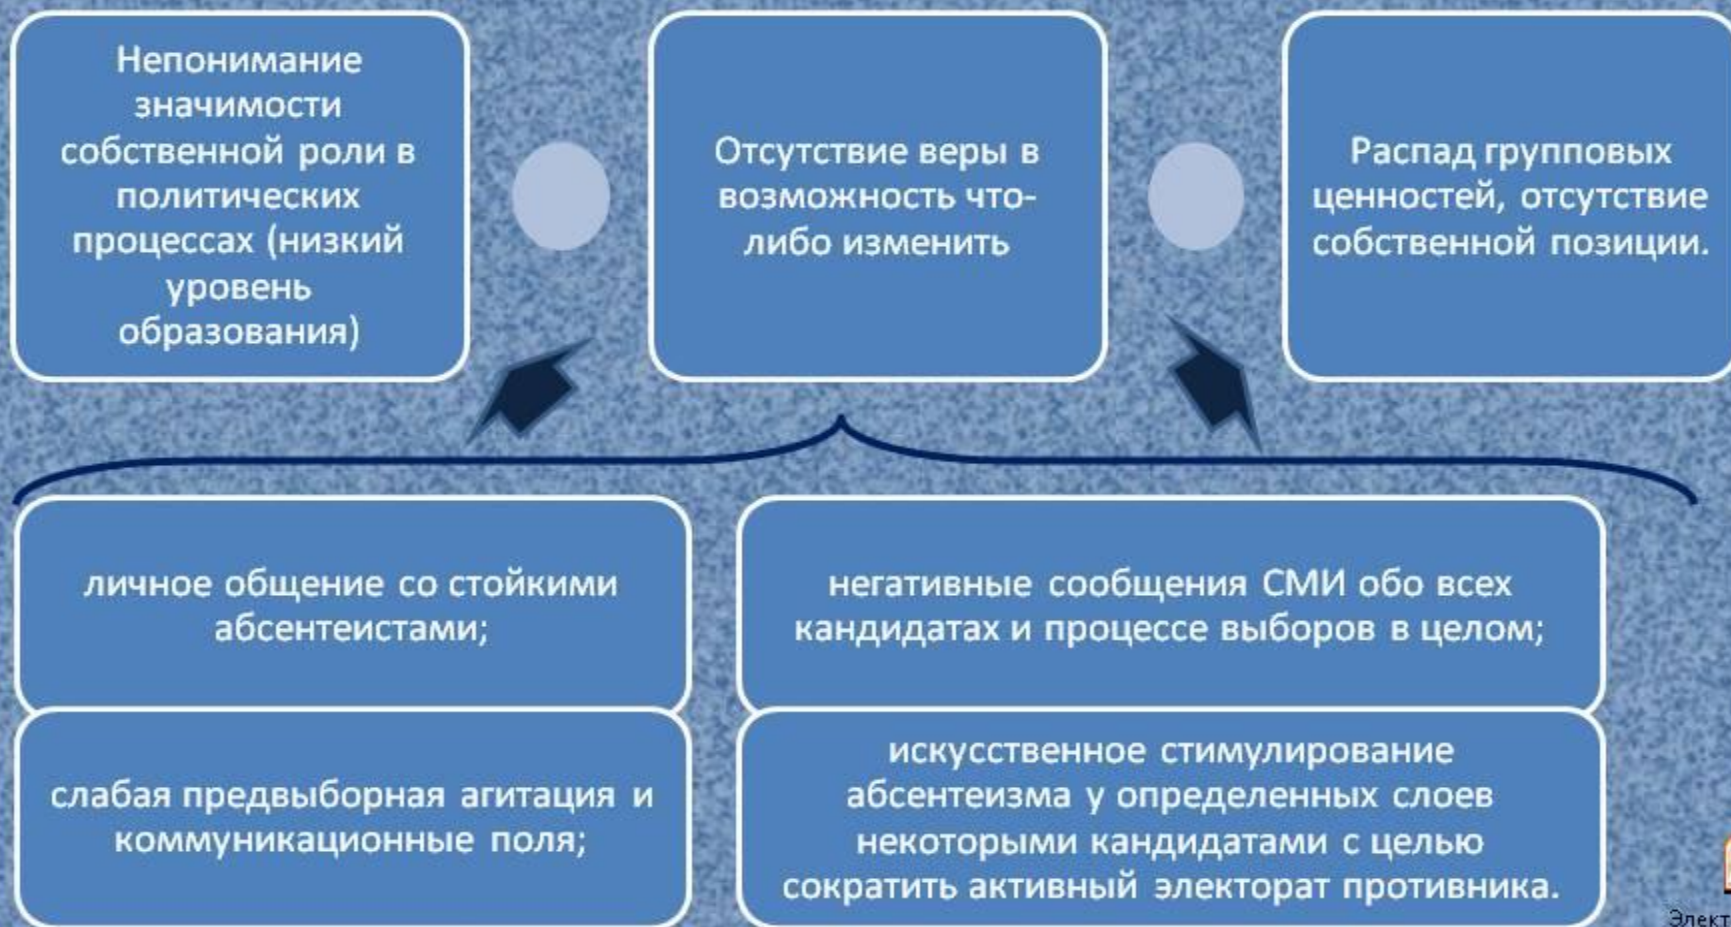 Непонимание
значимости
собственной роли в
политических
процессах (низкий
уровень
образования)
Отсутствие веры в
возможность что-
либо изменить
Распад групповых
ценностей, отсутствие
собственной позиции.
личное общение со стойкими
абсентеистами;
негативные сообщения СМИ обо всех
кандидатах и процессе выборов в целом;
слабая предвыборная агитация и
коммуникационные поля;
искусственное стимулирование
абсентеизма у определенных слоев
некоторыми кандидатами с целью
сократить активный электорат противника.
Элект